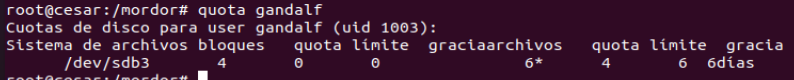 root@cesar:/mordor# quota gandalf
Cuotas de disco para user gandalf (uid 1003):
Sistema de archivos bloques   quota límite  graciaarchivos   quota límite  gracia
      /dev/sdb3       4       0      0              6*      4      6  6días
root@cesar:/mordor#